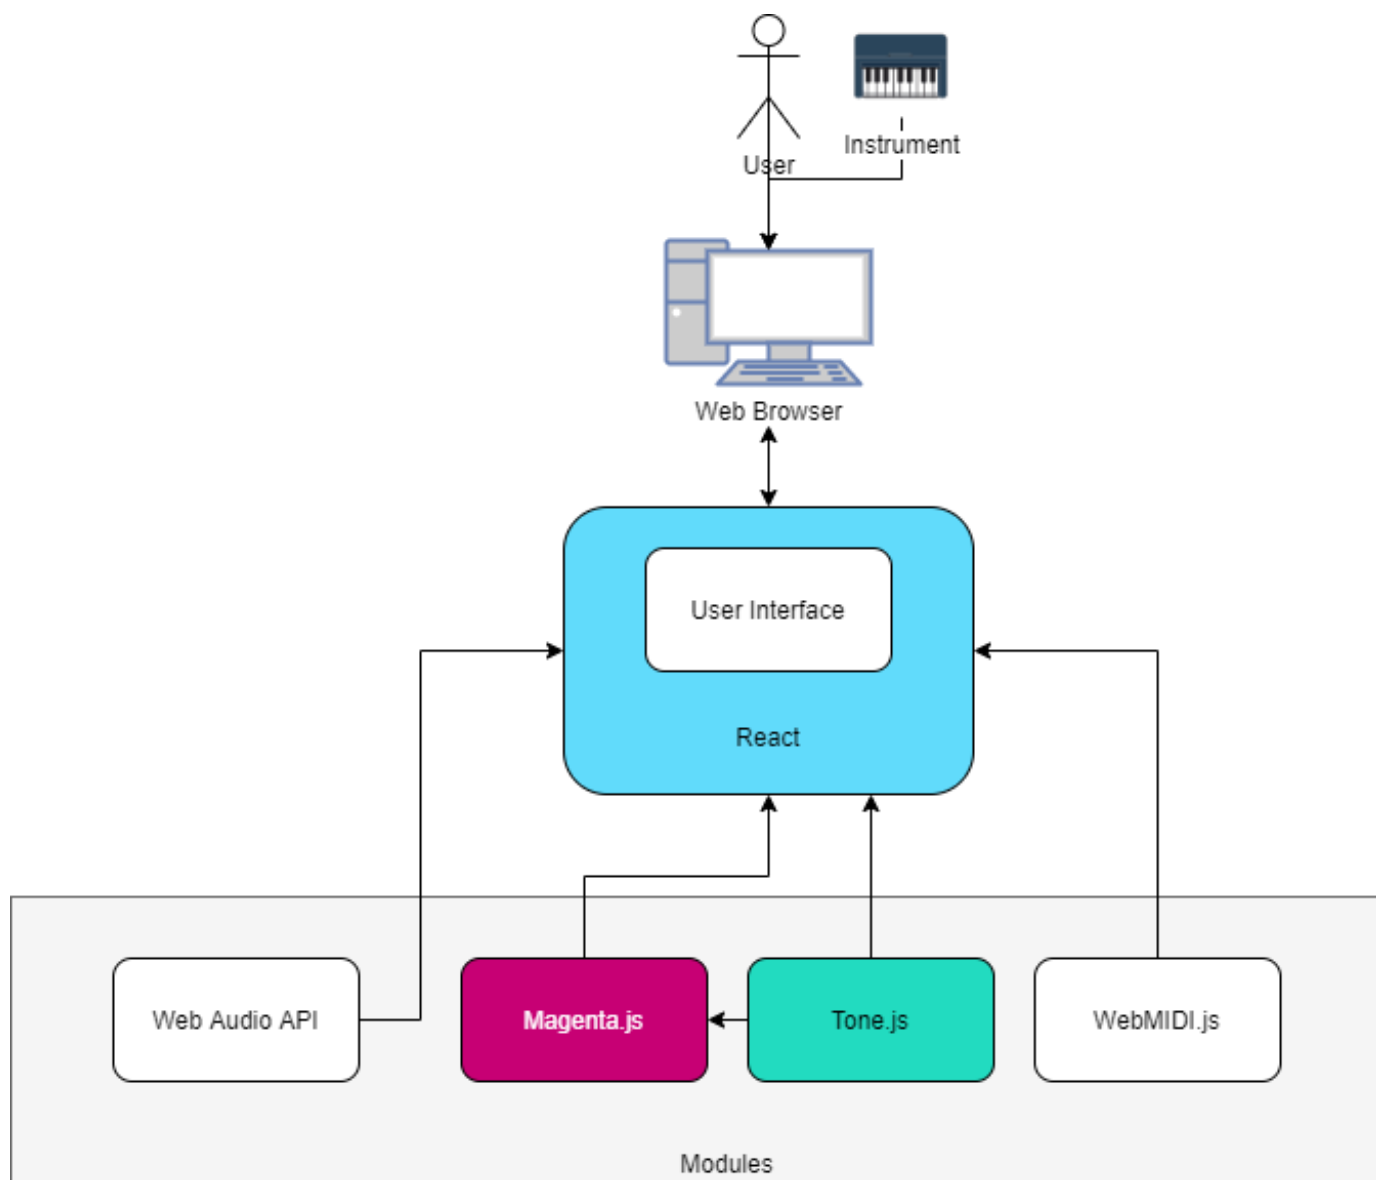 User
Instrument
Web Browser
User Interface
React
Web Audio API
Magenta.js
Tone.js
WebMIDI.js
Modules